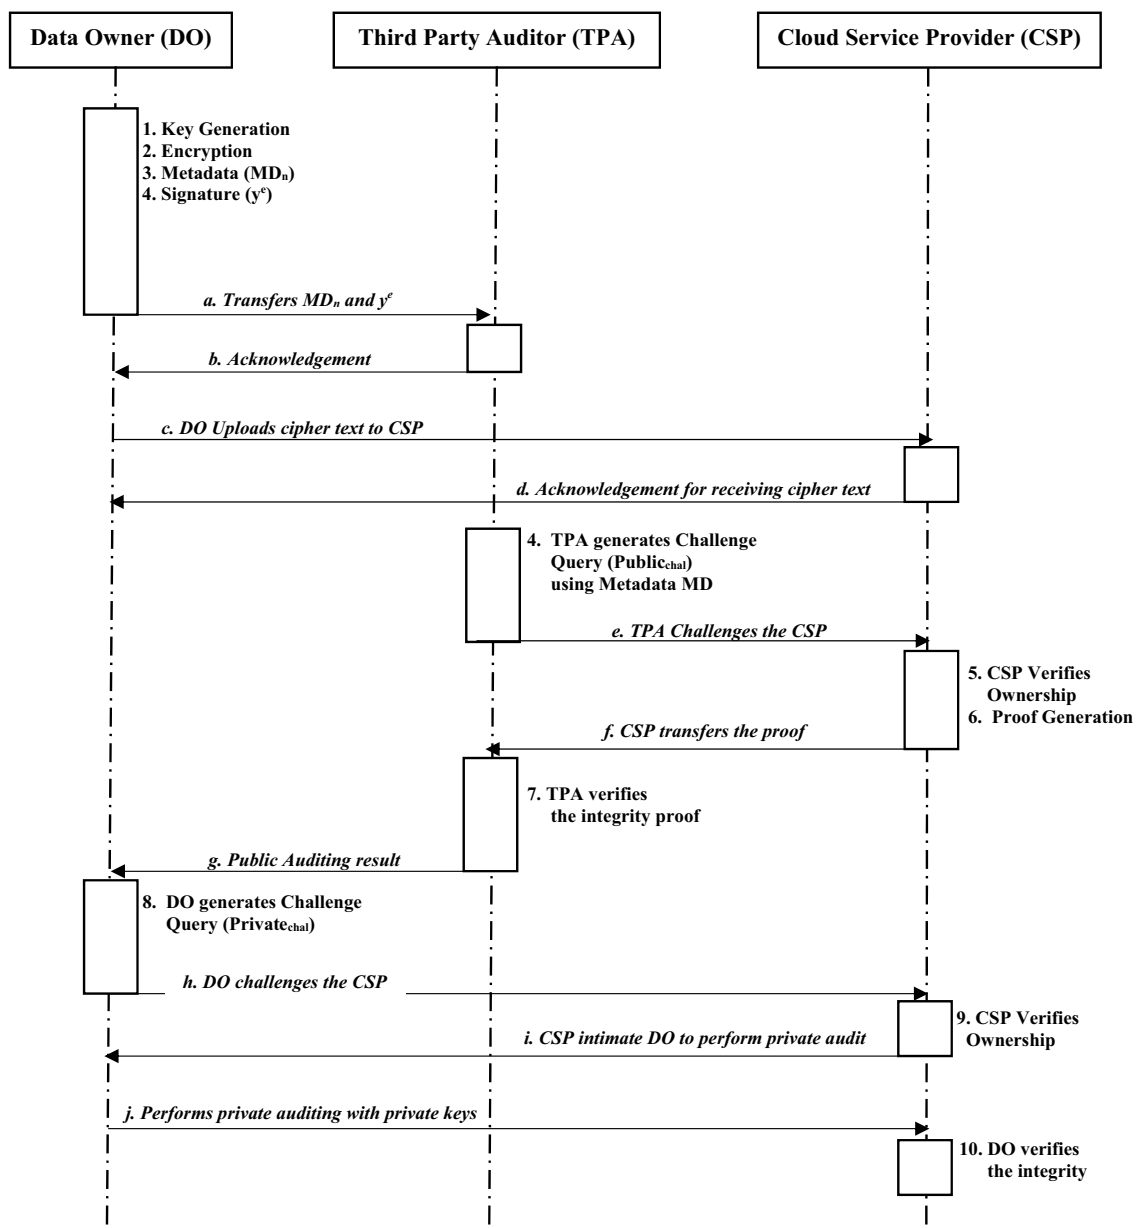 Data Owner (DO)
Third Party Auditor (TPA)
Cloud Service Provider (CSP)
1. Key Generation
2. Encryption
3. Metadata (MDₙ)
4. Signature (yᵉ)
a. Transfers MDₙ and yᵉ
b. Acknowledgement
c. DO Uploads cipher text to CSP
d. Acknowledgement for receiving cipher text
4. TPA generates Challenge
Query (Public_chal)
using Metadata MD
e. TPA Challenges the CSP
5. CSP Verifies
Ownership
6. Proof Generation
f. CSP transfers the proof
7. TPA verifies
the integrity proof
g. Public Auditing result
8. DO generates Challenge
Query (Private_chal)
h. DO challenges the CSP
9. CSP Verifies
Ownership
i. CSP intimate DO to perform private audit
j. Performs private auditing with private keys
10. DO verifies
the integrity